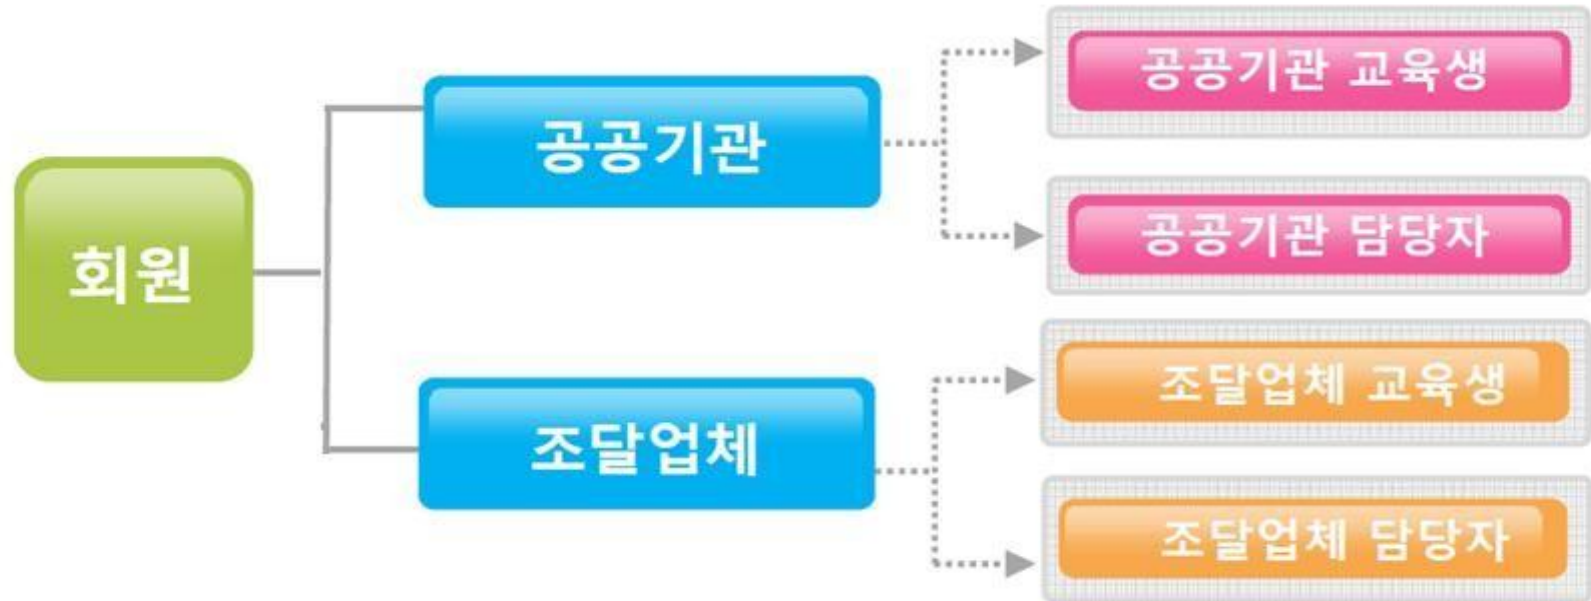 회원
공공기관
공공기관 교육생
공공기관 담당자
조달업체
조달업체 교육생
조달업체 담당자